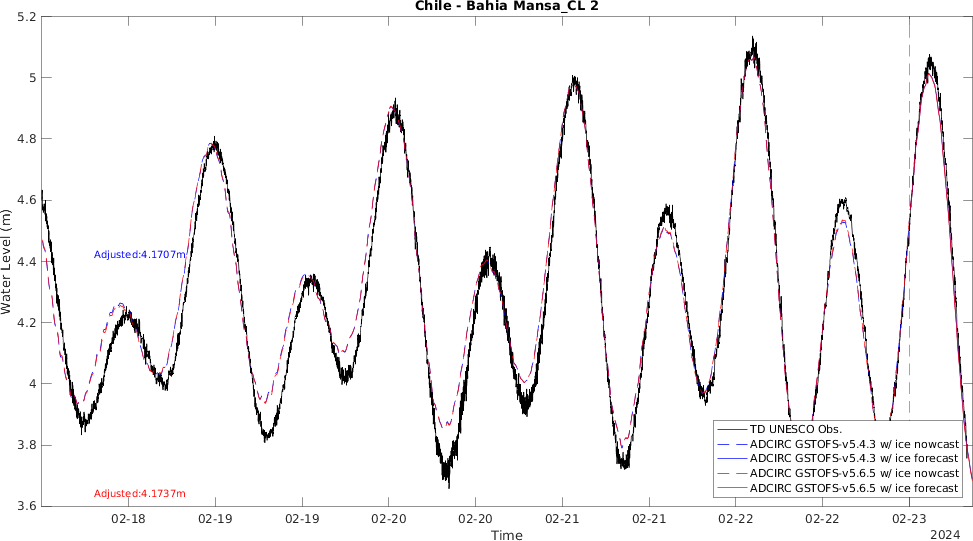 Chile - Bahia Mansa_CL 2
5.2
5
4.8
4.6
4.4
4.2
4
3.8
3.6
Water Level (m)
Adjusted:4.1707m
Adjusted:4.1737m
TD UNESCO Obs.
ADCIRC GSTOFS-v5.4.3 w/ ice nowcast
ADCIRC GSTOFS-v5.4.3 w/ ice forecast
ADCIRC GSTOFS-v5.6.5 w/ ice nowcast
ADCIRC GSTOFS-v5.6.5 w/ ice forecast
02-18 02-19 02-19 02-20 02-20 02-21 02-21 02-22 02-22 02-23
Time
2024